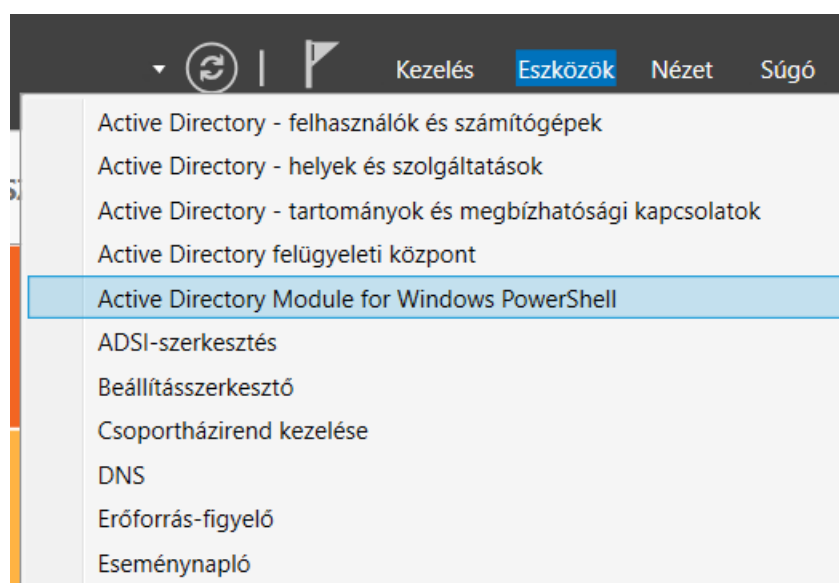 Kezelés Eszközök Nézet Súgó
Active Directory - felhasználók és számítógépek
Active Directory - helyek és szolgáltatások
Active Directory - tartományok és megbízhatósági kapcsolatok
Active Directory felügyeleti központ
Active Directory Module for Windows PowerShell
ADSI-szerkesztés
Beállításszerkesztő
Csoportházirend kezelése
DNS
Erőforrás-figyelő
Eseménynapló